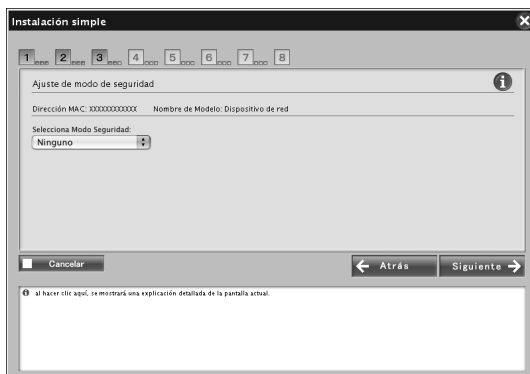 Instalación simple
1 2 3 4 5 6 7 8
Ajuste de modo de seguridad
Dirección MAC: XXXXXXXXXXXX Nombre de Modelo: Dispositivo de red
Selecciona Modo Seguridad:
Ninguno
Cancelar
Atrás
Siguiente
al hacer clic aquí, se mostrará una explicación detallada de la pantalla actual.